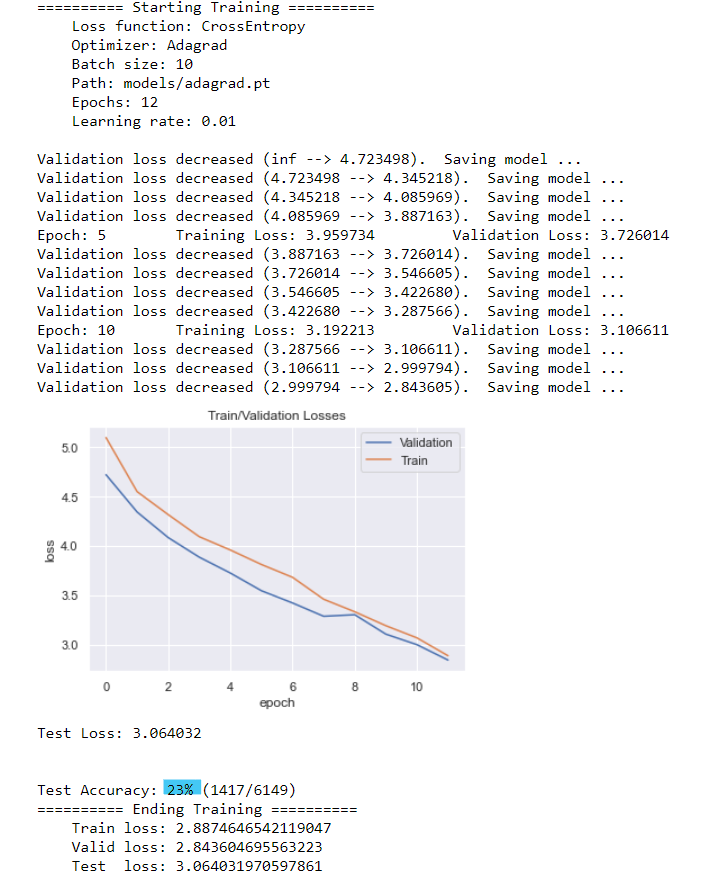 ========== Starting Training ==========
Loss function: CrossEntropy
Optimizer: Adagrad
Batch size: 10
Path: models/adagrad.pt
Epochs: 12
Learning rate: 0.01
Validation loss decreased (inf --> 4.723498).  Saving model ...
Validation loss decreased (4.723498 --> 4.345218).  Saving model ...
Validation loss decreased (4.345218 --> 4.085969).  Saving model ...
Validation loss decreased (4.085969 --> 3.887163).  Saving model ...
Epoch: 5 Training Loss: 3.959734 Validation Loss: 3.726014
Validation loss decreased (3.887163 --> 3.726014).  Saving model ...
Validation loss decreased (3.726014 --> 3.546605).  Saving model ...
Validation loss decreased (3.546605 --> 3.422680).  Saving model ...
Validation loss decreased (3.422680 --> 3.287566).  Saving model ...
Epoch: 10 Training Loss: 3.192213 Validation Loss: 3.106611
Validation loss decreased (3.287566 --> 3.106611).  Saving model ...
Validation loss decreased (3.106611 --> 2.999794).  Saving model ...
Validation loss decreased (2.999794 --> 2.843605).  Saving model ...
Train/Validation Losses
Validation
Train
5.0
4.5
4.0
3.5
3.0
loss
0 2 4 6 8 10
epoch
Test Loss: 3.064032
Test Accuracy: 23% (1417/6149)
========== Ending Training ==========
Train loss: 2.8874646542119047
Valid loss: 2.843604695563223
Test  loss: 3.064031970597861